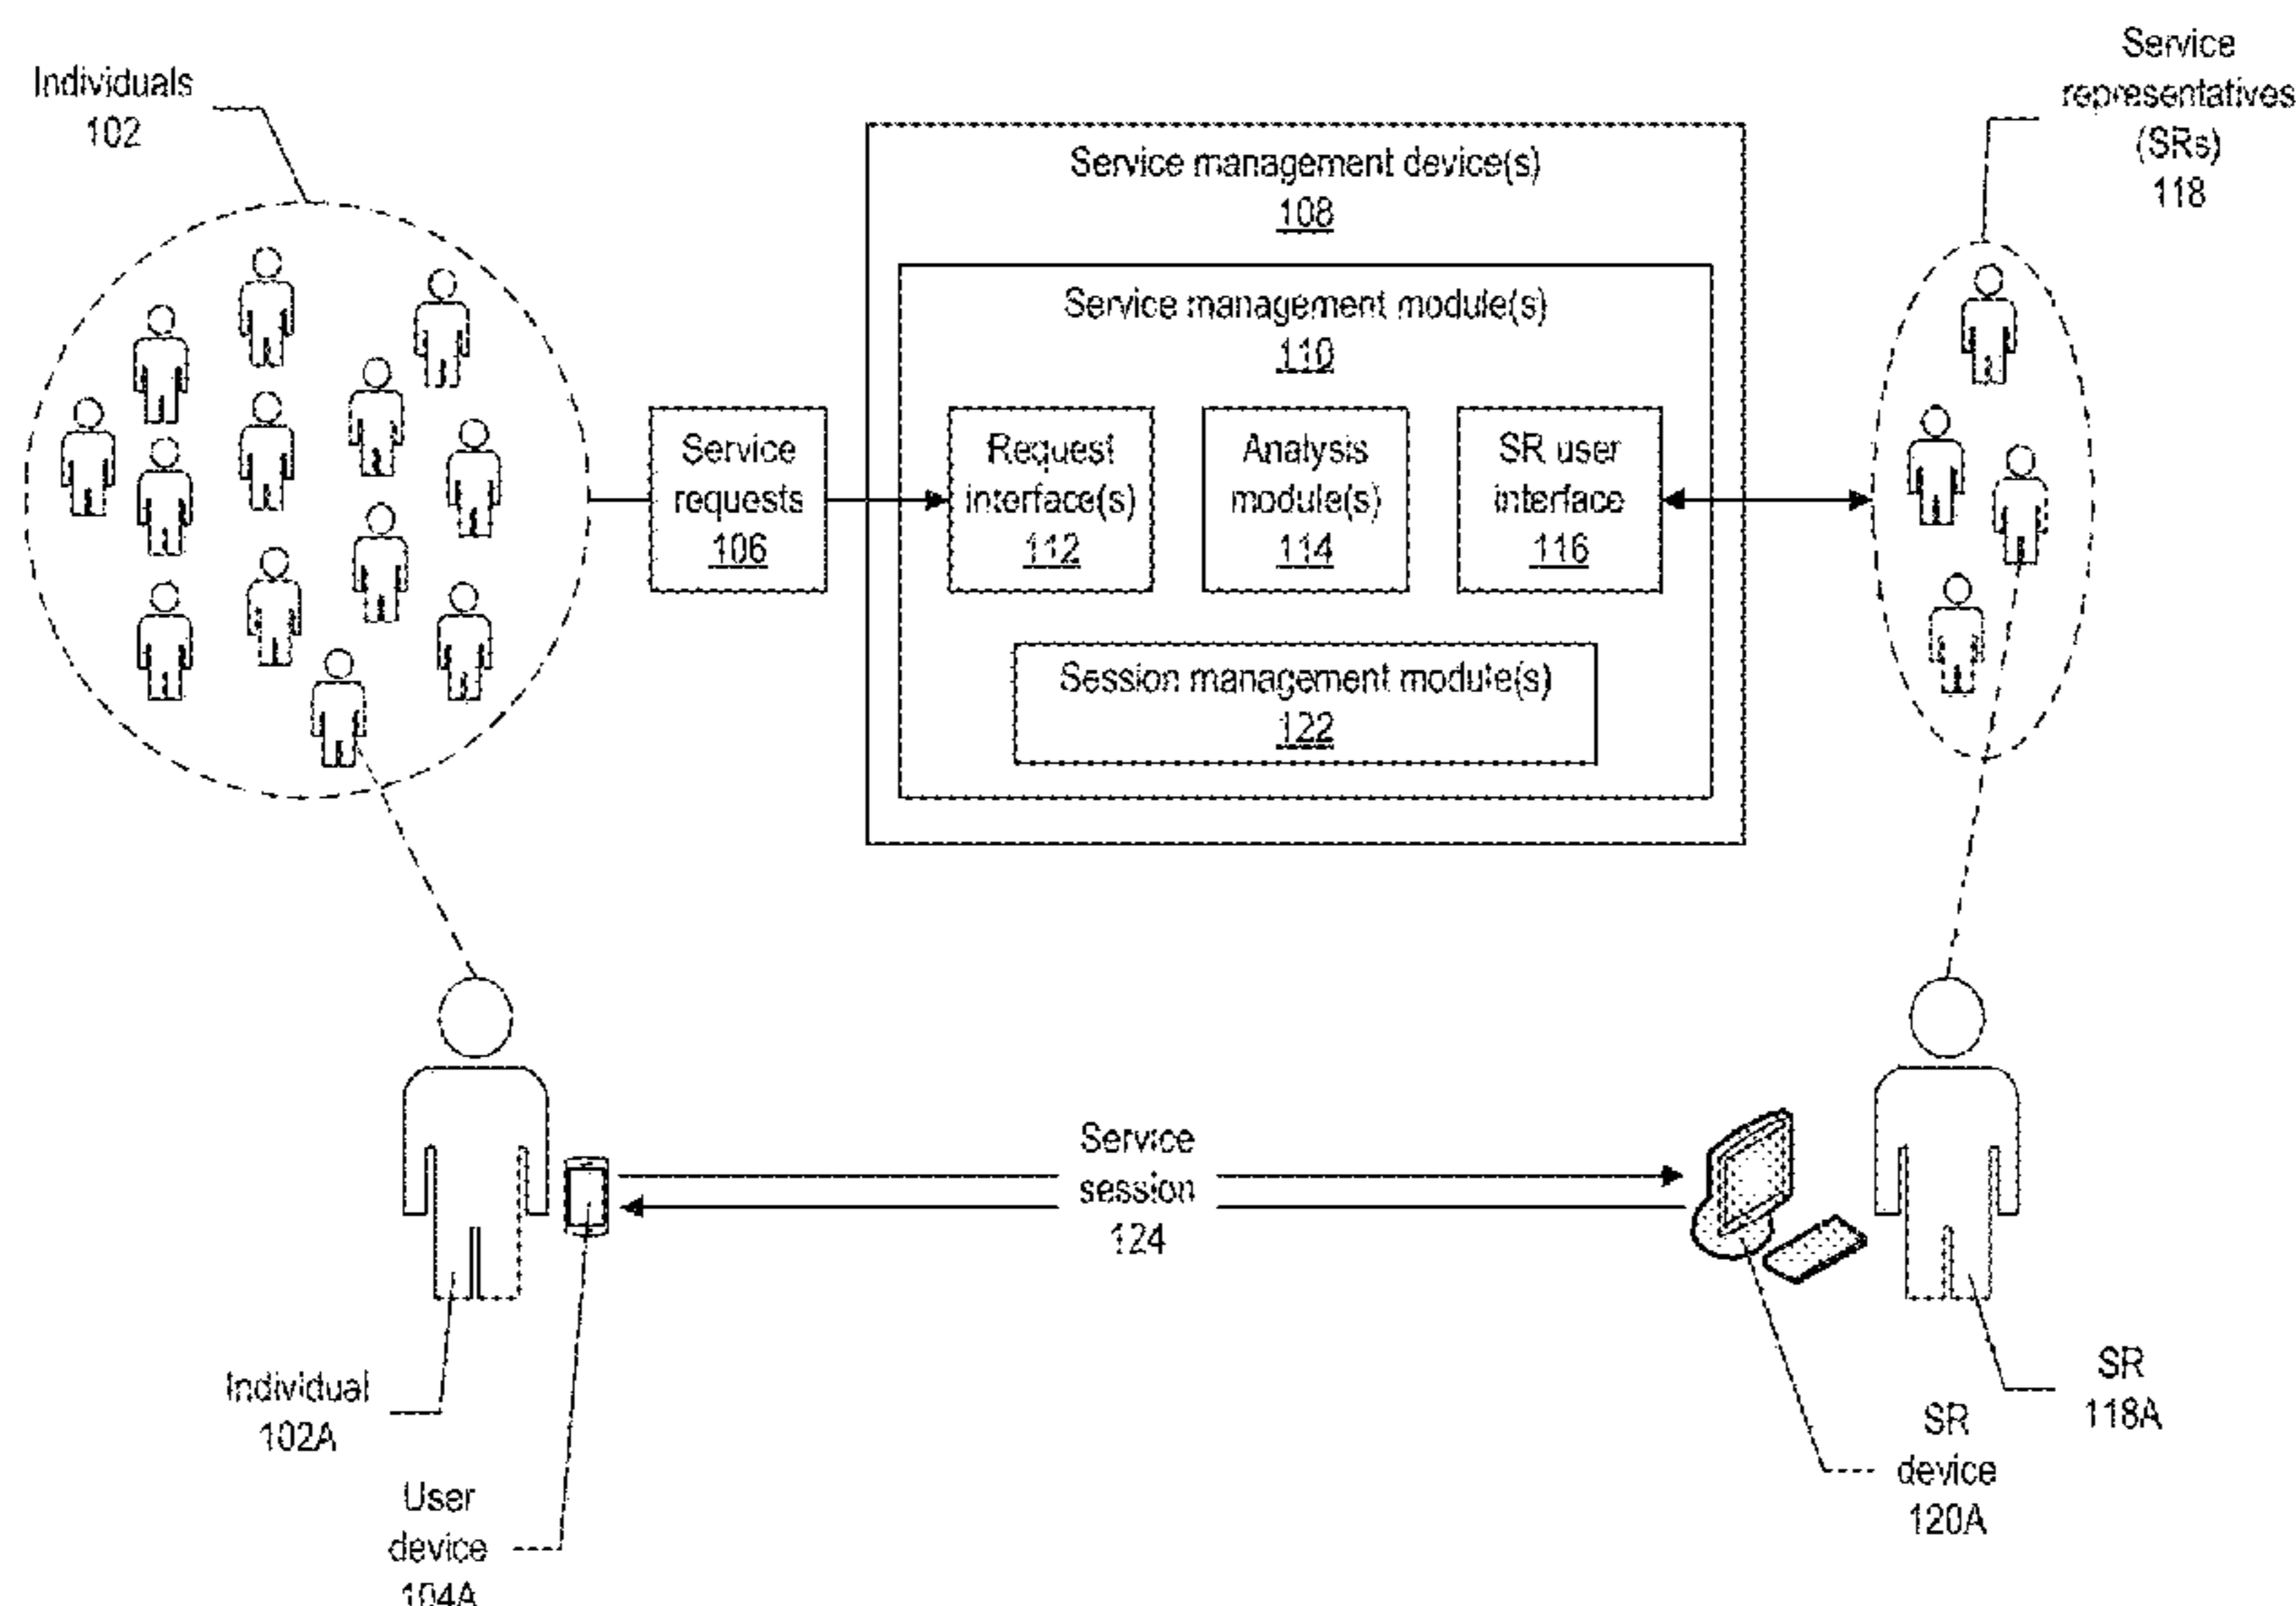 Individuals
102
Service
representatives
(SRs)
118
Service management device(s)
108
Service management module(s)
110
Service
requests
106
Request
interface(s)
112
Analysis
module(s)
114
SR user
interface
116
Session management module(s)
122
Service
session
124
Individual
102A
User
device
104A
SR
device
120A
SR
118A